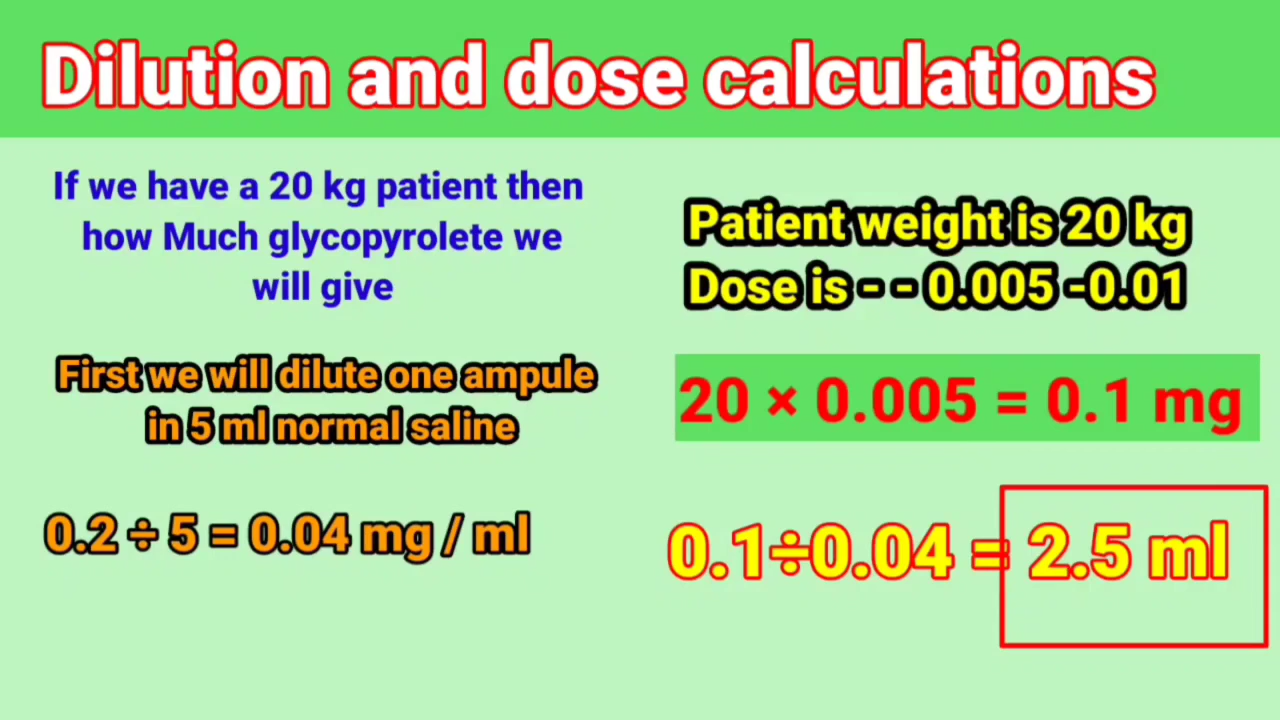 Dilution and dose calculations
If we have a 20 kg patient then
how Much glycopyrolete we
will give
First we will dilute one ampule
in 5 ml normal saline
0.2 ÷ 5 = 0.04 mg / ml
Patient weight is 20 kg
Dose is - - 0.005 -0.01
20 × 0.005 = 0.1 mg
0.1÷0.04 = 2.5 ml